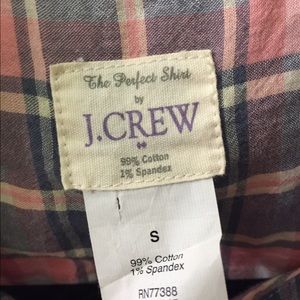 The Perfect Shirt
by
J.CREW
99% Cotton
1% Spandex
S
99% Cotton
1% Spandex
RN77388